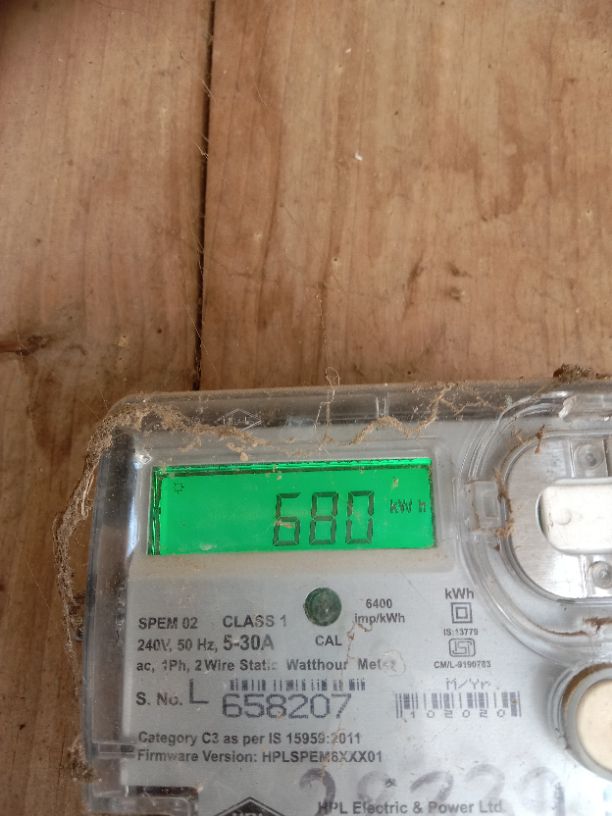 680 kWh
SPEM 02 CLASS 1
6400 imp/kWh
kWh
240V, 50 Hz, 5-30A
CAL
IS:13779
ac, 1Ph, 2Wire Static Watthour Meter
CM/L-9190783
S. No. L 658207
M/Yr.
102020
Category C3 as per IS 15959:2011
Firmware Version: HPLSPEM6XXX01
HPL Electric & Power Ltd.